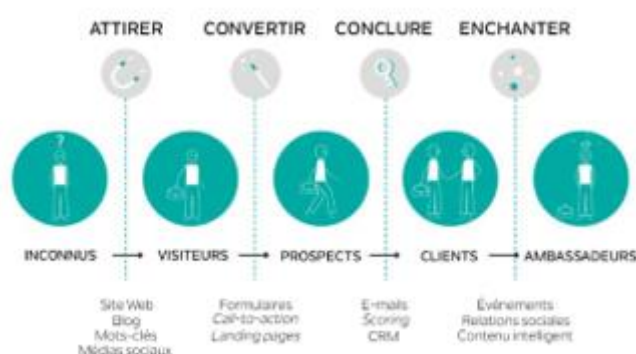 ATTIRER CONVERTIR CONCLURE ENCHANTER
?
INCONNUS VISITEURS PROSPECTS CLIENTS AMBASSADEURS
Site Web Formulaires E-mails Événements
Blog Call-to-action Scoring Relations sociales
Mots-clés Landing pages CRM Contenu intelligent
Médias sociaux